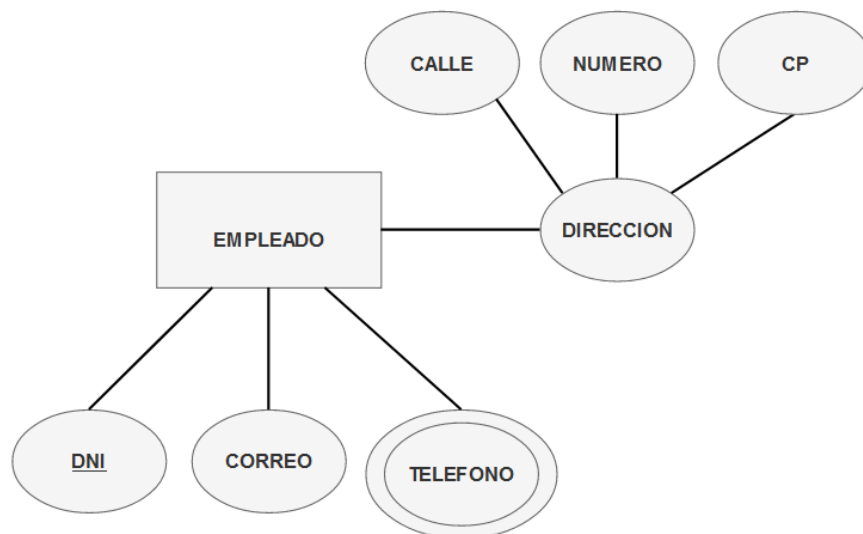 CALLE
NUMERO
CP
EMPLEADO
DIRECCION
DNI
CORREO
TELEFONO